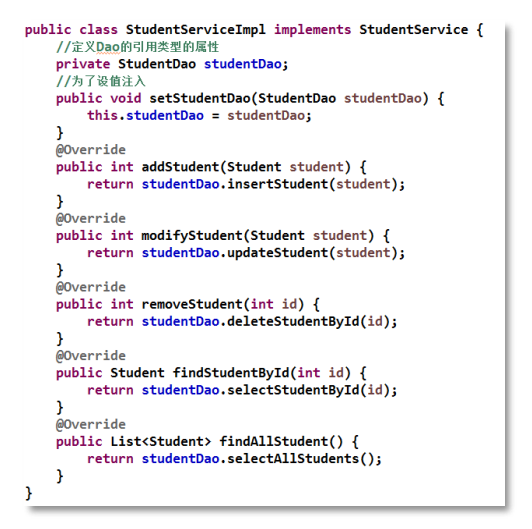 public class StudentServiceImpl implements StudentService {
    //定义Dao的引用类型的属性
    private StudentDao studentDao;
    //为了设值注入
    public void setStudentDao(StudentDao studentDao) {
        this.studentDao = studentDao;
    }
    @Override
    public int addStudent(Student student) {
        return studentDao.insertStudent(student);
    }
    @Override
    public int modifyStudent(Student student) {
        return studentDao.updateStudent(student);
    }
    @Override
    public int removeStudent(int id) {
        return studentDao.deleteStudentById(id);
    }
    @Override
    public Student findStudentById(int id) {
        return studentDao.selectStudentById(id);
    }
    @Override
    public List<Student> findAllStudent() {
        return studentDao.selectAllStudents();
    }
}